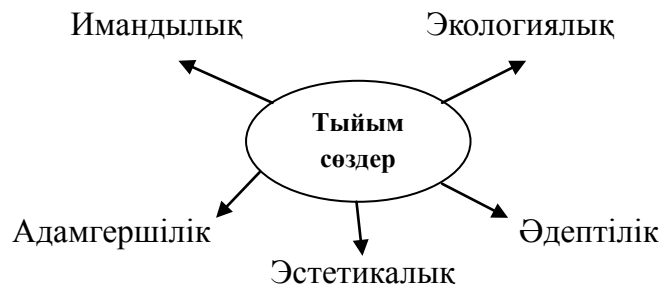 Имандылық
Экологиялық
Тыйым
сөздер
Адамгершілік
Әдептілік
Эстетикалық